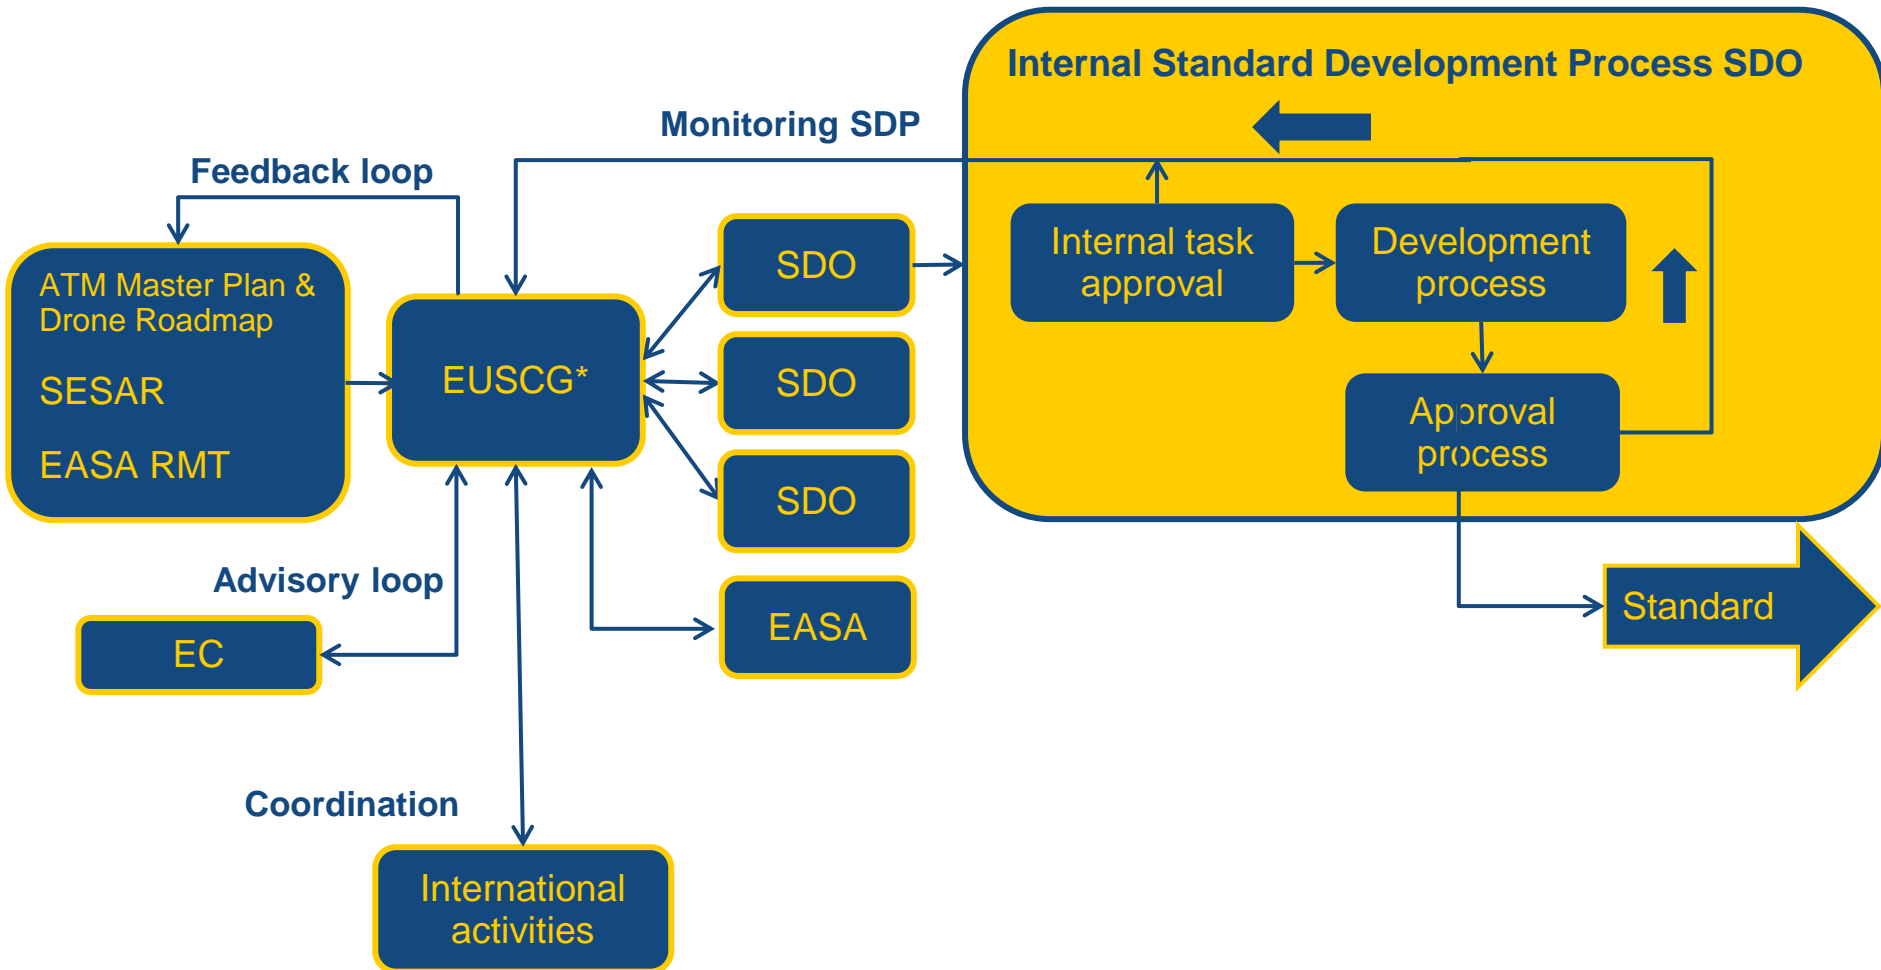 Internal Standard Development Process SDO
Monitoring SDP
Feedback loop
ATM Master Plan &
Drone Roadmap
SESAR
EASA RMT
EUSCG*
SDO
SDO
SDO
EASA
Internal task
approval
Development
process
Approval
process
Standard
Advisory loop
EC
Coordination
International
activities